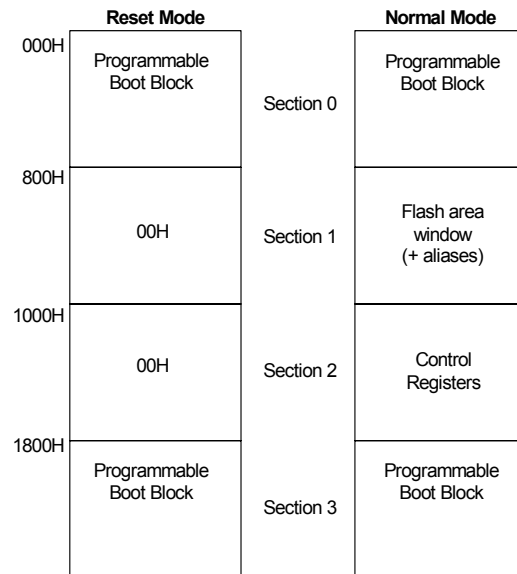 Reset Mode
Normal Mode
000H
Programmable
Boot Block
Section 0
Programmable
Boot Block
800H
00H
Section 1
Flash area
window
(+ aliases)
1000H
00H
Section 2
Control
Registers
1800H
Programmable
Boot Block
Section 3
Programmable
Boot Block